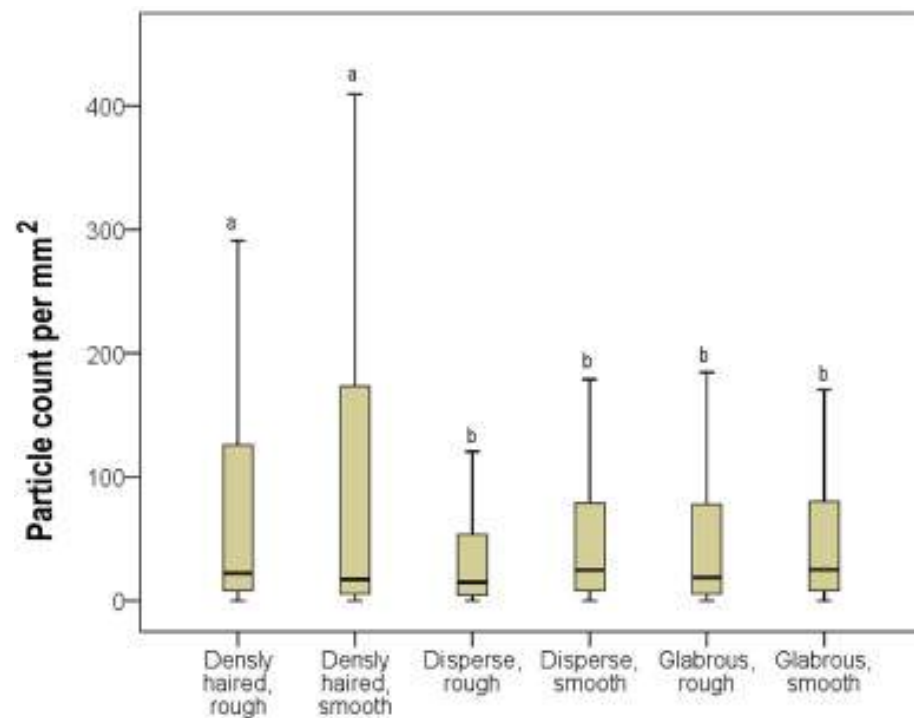 a
a
400
300
200
100
0
b
b
b
b
Particle count per mm²
Densly
haired,
rough
Densly
haired,
smooth
Disperse,
rough
Disperse,
smooth
Glabrous,
rough
Glabrous,
smooth